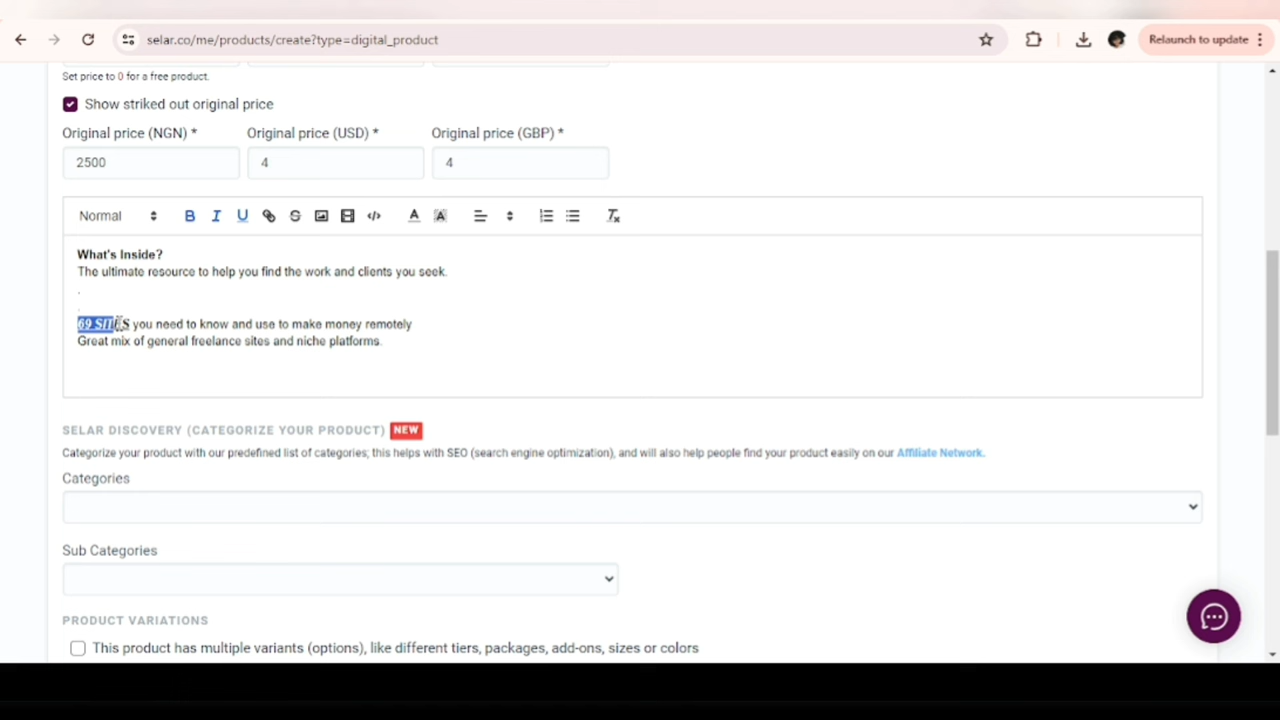 selar.co/me/products/create?type=digital_product
Relaunch to update
Set price to 0 for a free product.
Show striked out original price
Original price (NGN) * Original price (USD) * Original price (GBP) *
2500 4 4
Normal B I U S A A
What's Inside?
The ultimate resource to help you find the work and clients you seek.
.
.
69 SITES you need to know and use to make money remotely
Great mix of general freelance sites and niche platforms.
SELAR DISCOVERY (CATEGORIZE YOUR PRODUCT) NEW
Categorize your product with our predefined list of categories; this helps with SEO (search engine optimization), and will also help people find your product easily on our Affiliate Network.
Categories
Sub Categories
PRODUCT VARIATIONS
This product has multiple variants (options), like different tiers, packages, add-ons, sizes or colors